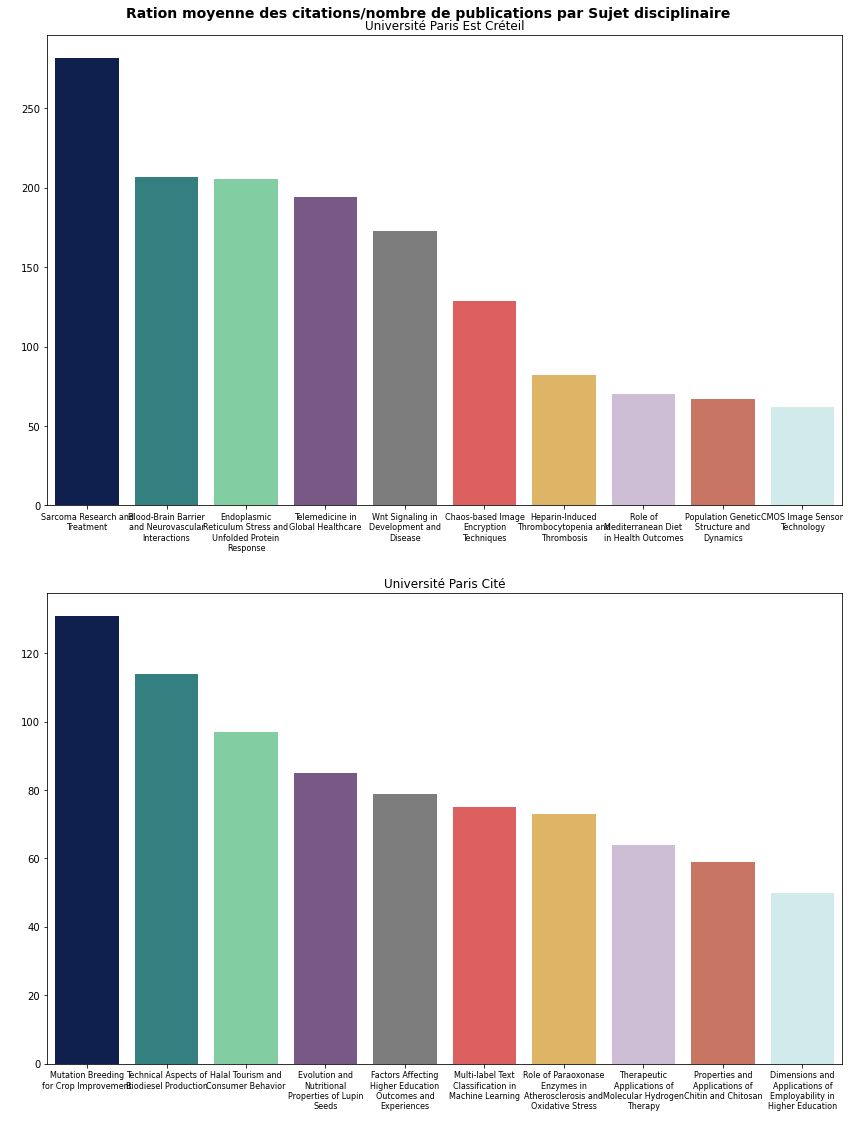 Ration moyenne des citations/nombre de publications par Sujet disciplinaire
Université Paris Est Créteil
250
200
150
100
50
0
Sarcoma Research and
Treatment
Blood-Brain Barrier
and Neurovascular
Interactions
Endoplasmic
Reticulum Stress and
Unfolded Protein
Response
Telemedicine in
Global Healthcare
Wnt Signaling in
Development and
Disease
Chaos-based Image
Encryption
Techniques
Heparin-Induced
Thrombocytopenia and
Thrombosis
Role of
Mediterranean Diet
in Health Outcomes
Population Genetic
Structure and
Dynamics
CMOS Image Sensor
Technology
Université Paris Cité
120
100
80
60
40
20
0
Mutation Breeding
for Crop Improvement
Technical Aspects of
Biodiesel Production
Halal Tourism and
Consumer Behavior
Evolution and
Nutritional
Properties of Lupin
Seeds
Factors Affecting
Higher Education
Outcomes and
Experiences
Multi-label Text
Classification in
Machine Learning
Role of Paraoxonase
Enzymes in
Atherosclerosis and
Oxidative Stress
Therapeutic
Applications of
Molecular Hydrogen
Therapy
Properties and
Applications of
Chitin and Chitosan
Dimensions and
Applications of
Employability in
Higher Education